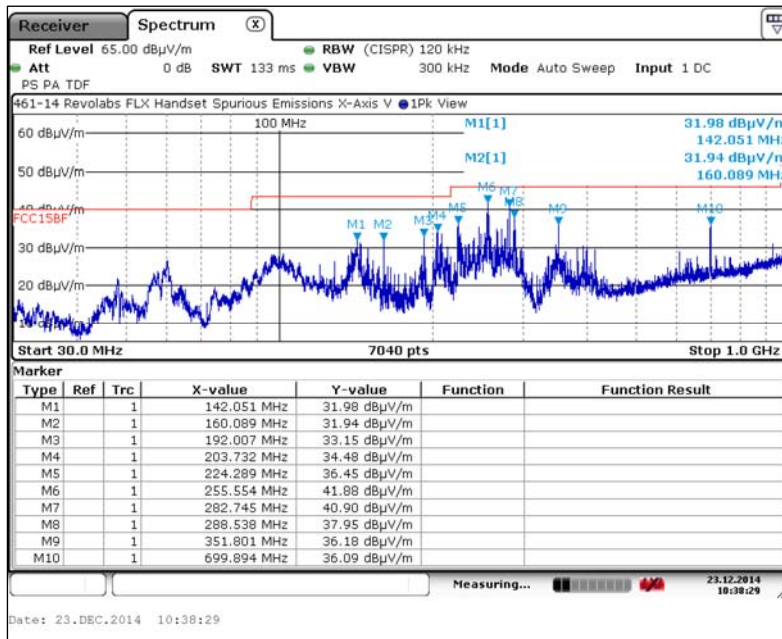 Receiver Spectrum X
Ref Level 65.00 dBµV/m RBW (CISPR) 120 kHz
Att 0 dB SWT 133 ms VBW 300 kHz Mode Auto Sweep Input 1 DC
PS PA TDF
461-14 Revolabs FLX Handset Spurious Emissions X-Axis V 1Pk View
60 dBµV/m 100 MHz M1[1] 31.98 dBµV/m
142.051 MHz
50 dBµV/m M2[1] 31.94 dBµV/m
160.089 MHz
40 dBµV/m M1 M2 M3 M4 M5 M6 M7 M8 M9 M10
FCC15BF
30 dBµV/m
20 dBµV/m
10 dBµV/m
Start 30.0 MHz 7040 pts Stop 1.0 GHz
Marker
Type Ref Trc X-value Y-value Function Function Result
M1 1 142.051 MHz 31.98 dBµV/m
M2 1 160.089 MHz 31.94 dBµV/m
M3 1 192.007 MHz 33.15 dBµV/m
M4 1 203.732 MHz 34.48 dBµV/m
M5 1 224.289 MHz 36.45 dBµV/m
M6 1 255.554 MHz 41.88 dBµV/m
M7 1 282.745 MHz 40.90 dBµV/m
M8 1 288.538 MHz 37.95 dBµV/m
M9 1 351.801 MHz 36.18 dBµV/m
M10 1 699.894 MHz 36.09 dBµV/m
Measuring... 23.12.2014
10:38:29
Date: 23.DEC.2014 10:38:29